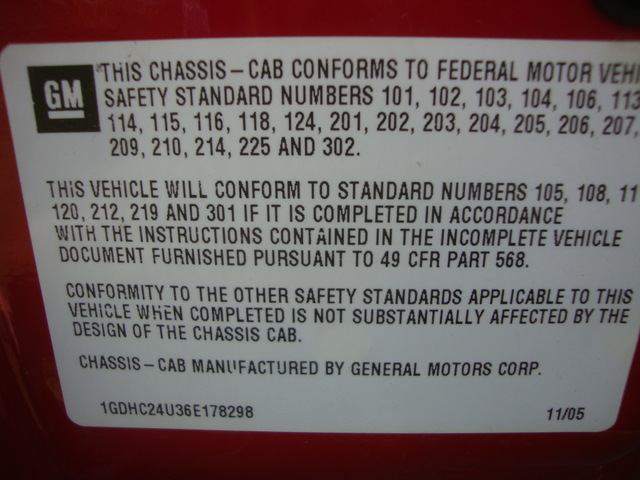 GM
THIS CHASSIS-CAB CONFORMS TO FEDERAL MOTOR
SAFETY STANDARD NUMBERS 101, 102, 103, 104, 106, 113
114, 115, 116, 118, 124, 201, 202, 203, 204, 205, 206, 207,
209, 210, 214, 225 AND 302.
THIS VEHICLE WILL CONFORM TO STANDARD NUMBERS 105, 108,
120, 212, 219 AND 301 IF IT IS COMPLETED IN ACCORDANCE
WITH THE INSTRUCTIONS CONTAINED IN THE INCOMPLETE VEHICLE
DOCUMENT FURNISHED PURSUANT TO 49 CFR PART 568.
CONFORMITY TO THE OTHER SAFETY STANDARDS APPLICABLE TO THIS
VEHICLE WHEN COMPLETED IS NOT SUBSTANTIALLY AFFECTED BY THE
DESIGN OF THE CHASSIS CAB.
CHASSIS-CAB MANUFACTURED BY GENERAL MOTORS CORP.
1GDHC24U36E178298 11/05